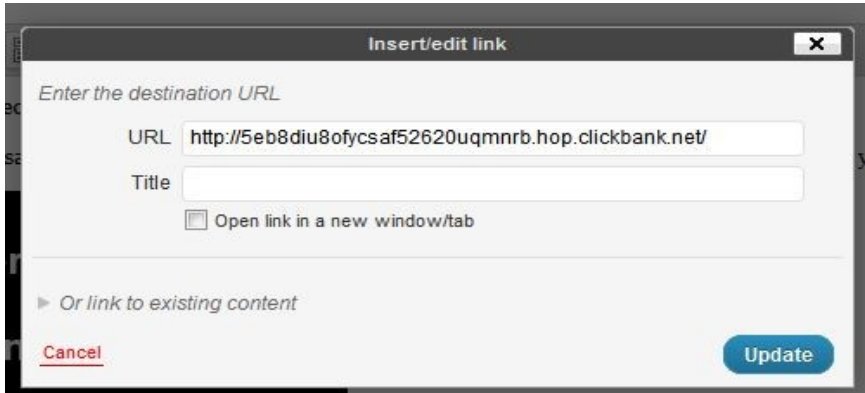 Insert/edit link
Enter the destination URL
URL http://5eb8diu8ofycsaf52620uqmnrb.hop.clickbank.net/
Title
Open link in a new window/tab
Or link to existing content
Cancel Update